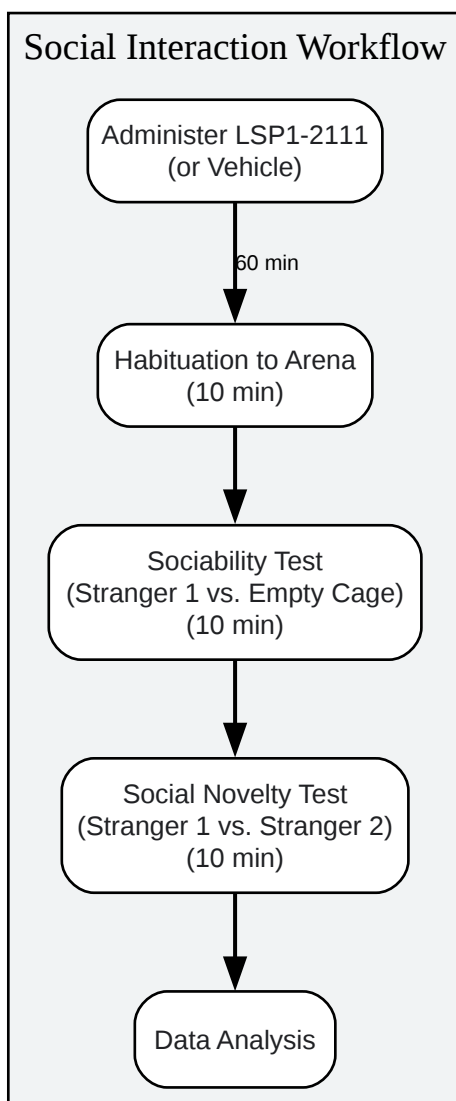 Social Interaction Workflow
Administer LSP1-2111
(or Vehicle)
60 min
Habituation to Arena
(10 min)
Sociability Test
(Stranger 1 vs. Empty Cage)
(10 min)
Social Novelty Test
(Stranger 1 vs. Stranger 2)
(10 min)
Data Analysis